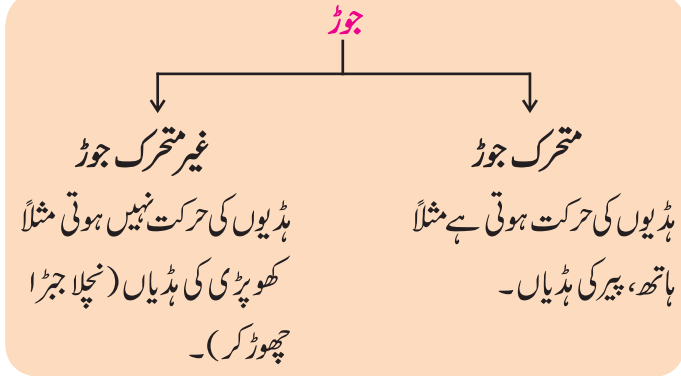 جوڑ
متحرک جوڑ
ہڈیوں کی حرکت ہوتی ہے مثلاً
ہاتھ، پیر کی ہڈیاں۔
غیر متحرک جوڑ
ہڈیوں کی حرکت نہیں ہوتی مثلاً
کھوپڑی کی ہڈیاں (نچلا جبڑا
چھوڑ کر)۔